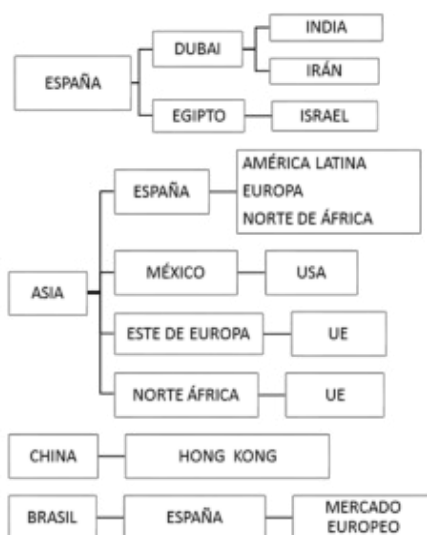 ESPAÑA
DUBAI
INDIA
IRÁN
EGIPTO
ISRAEL
ASIA
ESPAÑA
AMÉRICA LATINA
EUROPA
NORTE DE ÁFRICA
MÉXICO
USA
ESTE DE EUROPA
UE
NORTE ÁFRICA
UE
CHINA
HONG KONG
BRASIL
ESPAÑA
MERCADO
EUROPEO